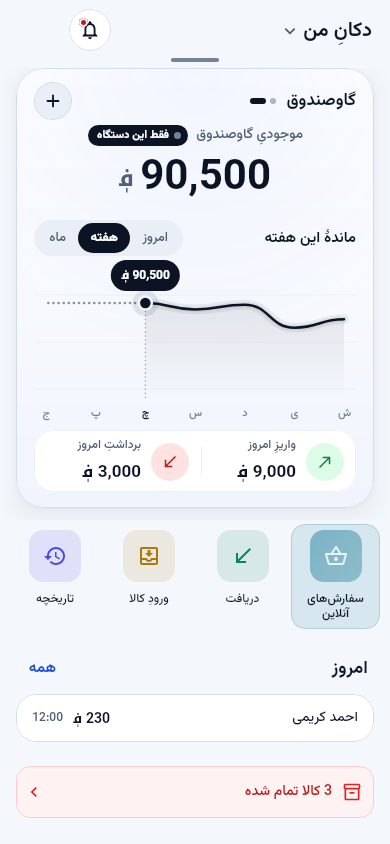 دکانِ من
گاوصندوق
موجودیِ گاوصندوق فقط این دستگاه
90,500 ؋
ماندهٔ این هفته
امروز هفته ماه
90,500 ؋
ش ی د س چ پ ج
واریزِ امروز
9,000 ؋
برداشتِ امروز
3,000 ؋
سفارش‌های آنلاین
دریافت
ورودِ کالا
تاریخچه
امروز همه
احمد کریمی 230 ؋ 12:00
3 کالا تمام شده